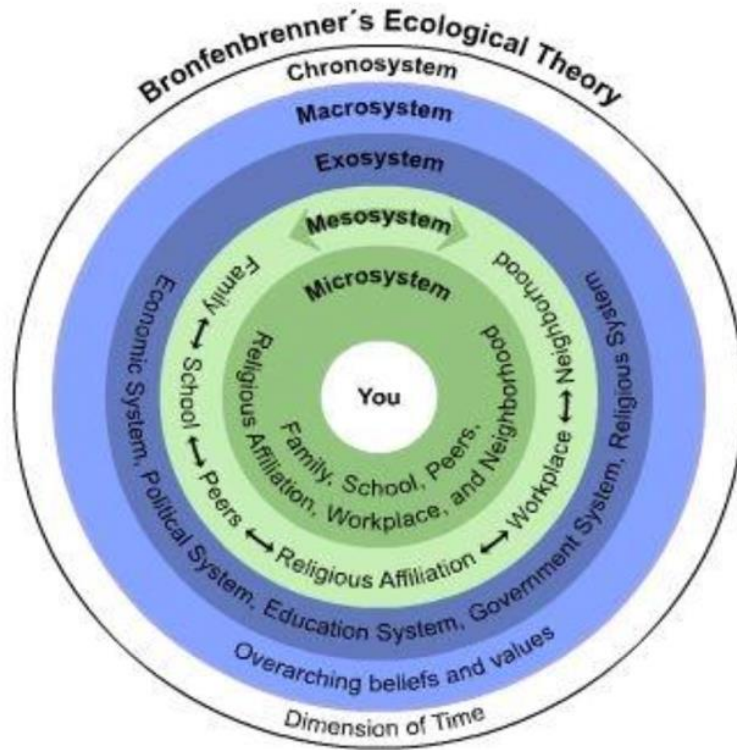 Bronfenbrenner´s Ecological Theory
Chronosystem
Macrosystem
Exosystem
Mesosystem
Microsystem
You
Family, School, Peers,
Religious Affiliation, Workplace, and Neighborhood
Family ↔ School ↔ Peers ↔ Religious Affiliation ↔ Workplace ↔ Neighborhood
Economic System, Political System, Education System, Government System, Religious System
Overarching beliefs and values
Dimension of Time